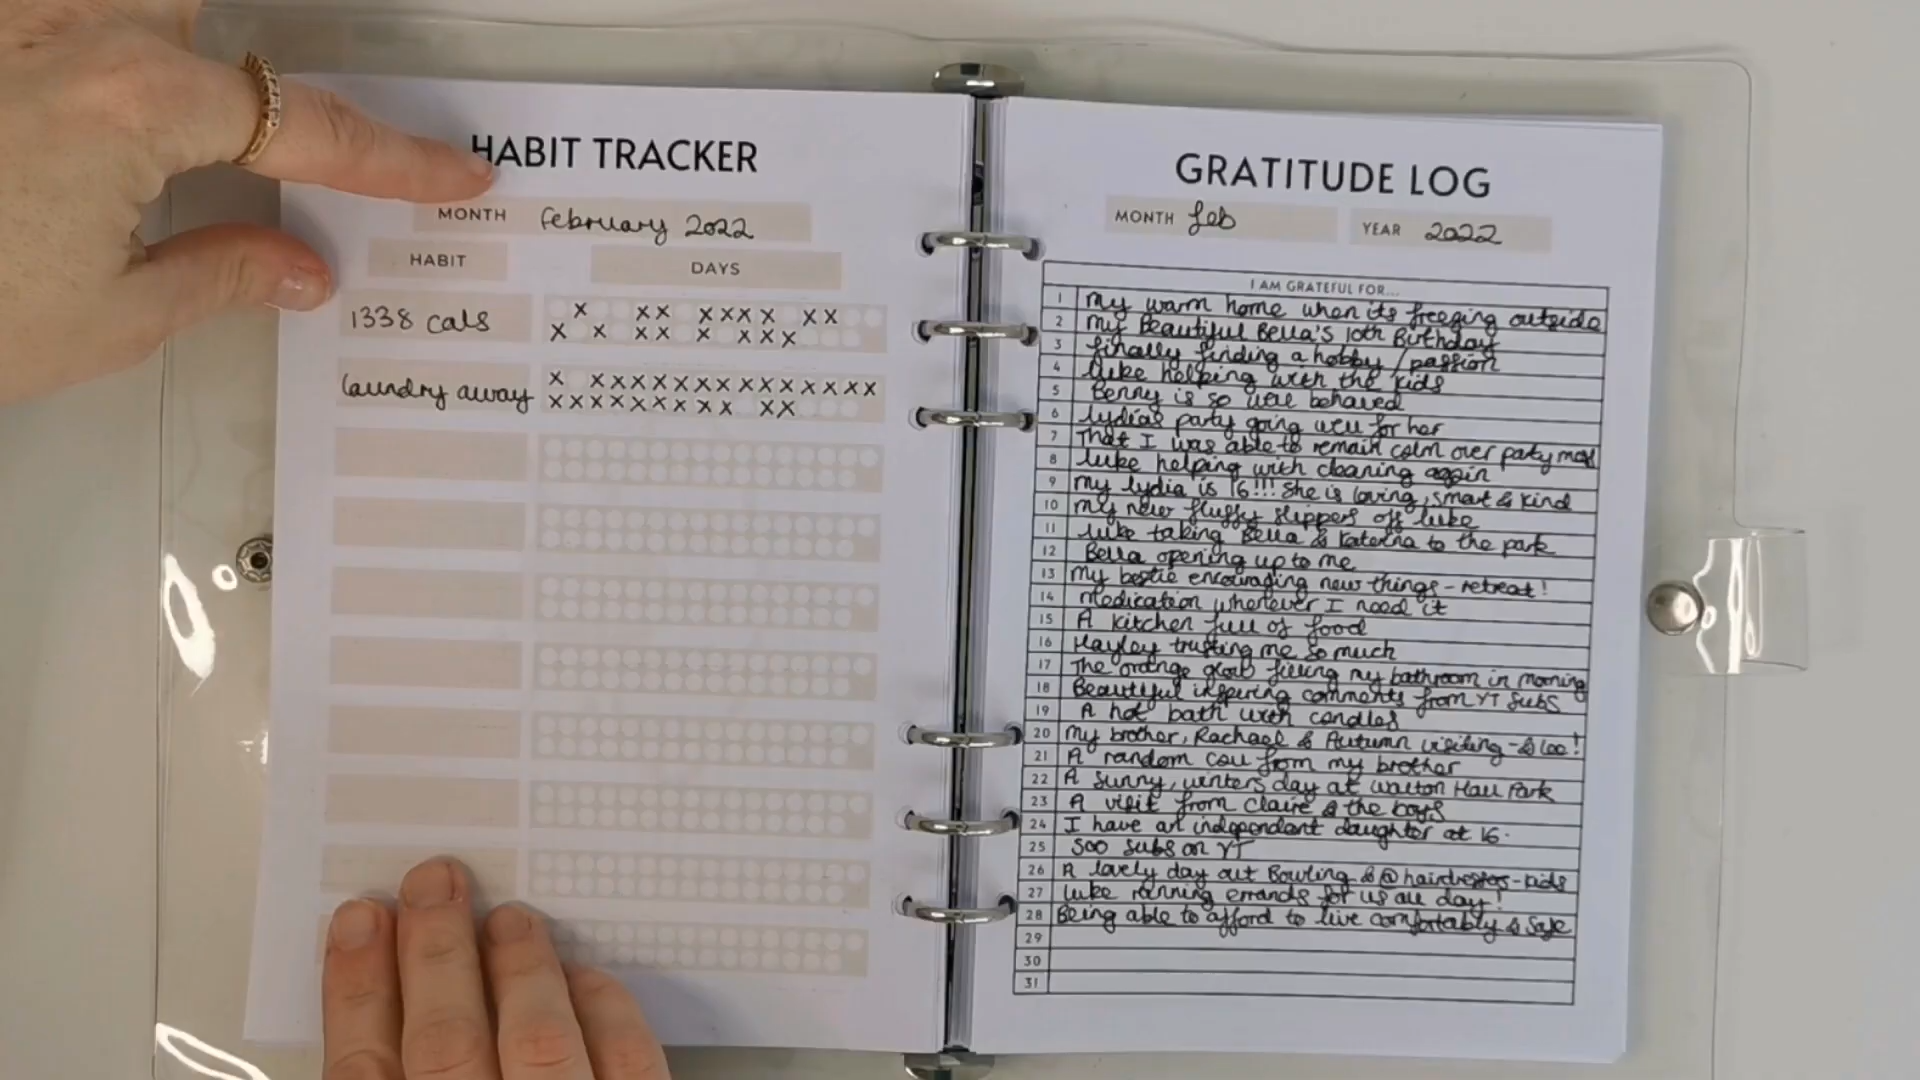 HABIT TRACKER
MONTH February 2022
HABIT DAYS
1338 cals
x xx xxxx xx
x x xx x xxx
laundry away
x xxxxxxxxxxxxxxx
xxxxxxxxx xx
GRATITUDE LOG
MONTH feb YEAR 2022
I AM GRATEFUL FOR...
1 My warm home when its freezing outside
2 My Beautiful Bella's 10th Birthday
3 finally finding a hobby / passion
4 Luke helping with the kids
5 Benny is so well behaved
6 Lydias party going well for her
7 That I was able to remain calm over party mess
8 Luke helping with cleaning again
9 My Lydia is 16!!! She is loving, smart & kind
10 My new fluffy slippers off Luke
11 Luke taking Bella & Katerina to the park
12 Bella opening up to me
13 My bestie encouraging new things - retreat!
14 Medication whenever I need it
15 A kitchen full of food
16 Hayley trusting me so much
17 The orange glow filling my bathroom in morning
18 Beautiful inspiring comments from YT Subs
19 A hot bath with candles
20 My brother, Rachael & Autumn visiting - & Leo!
21 A random call from my brother
22 A sunny, winters day at Walton Hall Park
23 A visit from Claire & the boys
24 I have an independant daughter at 16.
25 500 subs on YT
26 A lovely day out Bowling & @ hairdressers - kids
27 Luke running errands for us all day!
28 Being able to afford to live comfortably & safe
29
30
31